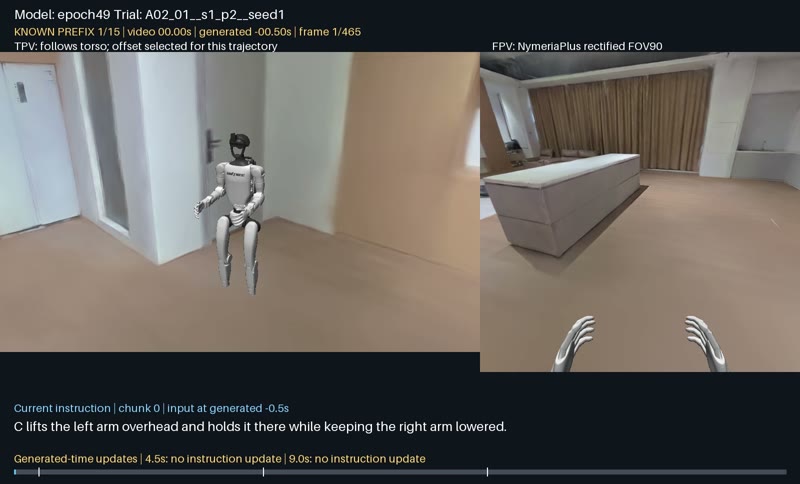 Model: epoch49 Trial: A02_01__s1_p2__seed1
KNOWN PREFIX 1/15 | video 00.00s | generated -00.50s | frame 1/465
TPV: follows torso; offset selected for this trajectory
FPV: NymeriaPlus rectified FOV90
Current instruction | chunk 0 | input at generated -0.5s
C lifts the left arm overhead and holds it there while keeping the right arm lowered.
Generated-time updates | 4.5s: no instruction update | 9.0s: no instruction update